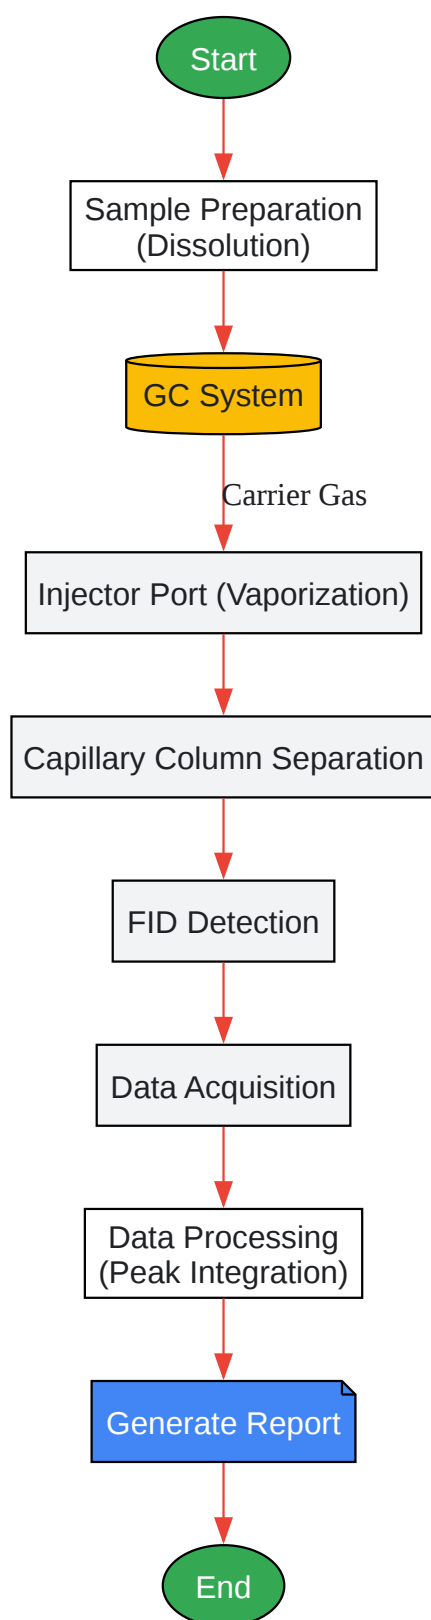 Start
Sample Preparation
(Dissolution)
GC System
Carrier Gas
Injector Port (Vaporization)
Capillary Column Separation
FID Detection
Data Acquisition
Data Processing
(Peak Integration)
Generate Report
End